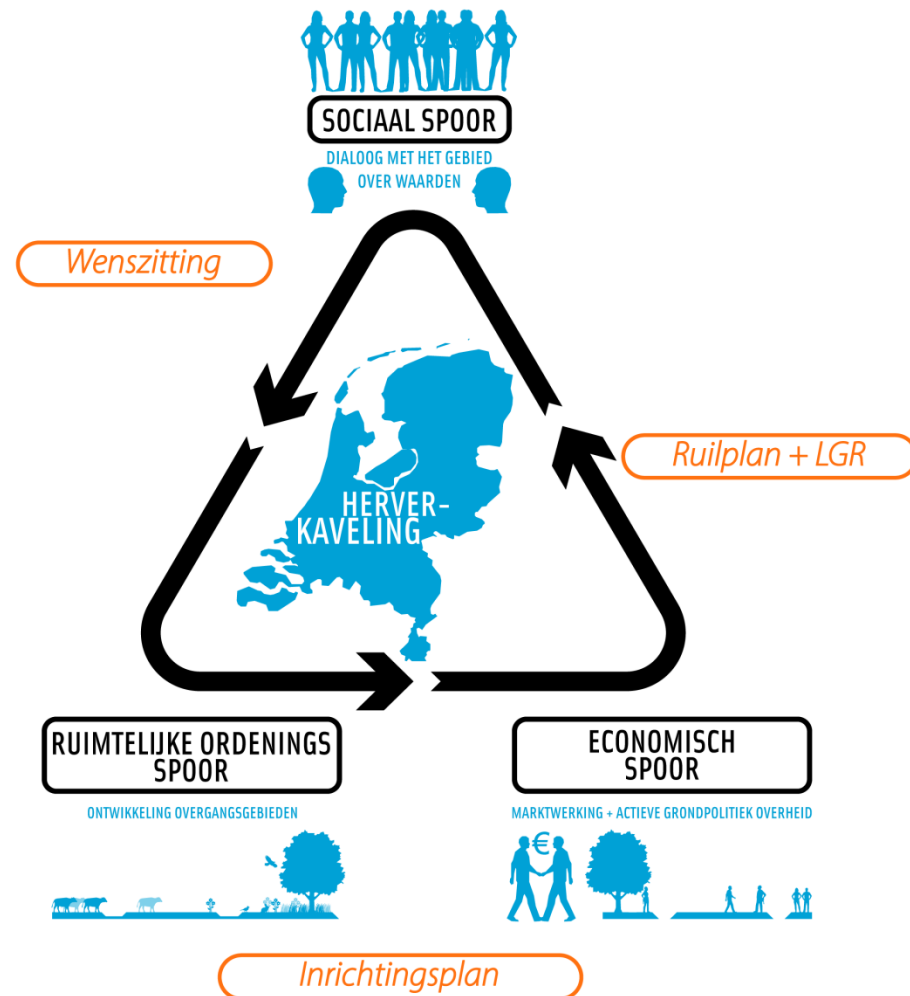 SOCIAAL SPOOR
DIALOOG MET HET GEBIED
OVER WAARDEN
Wenszitting
Ruilplan + LGR
HERVER-
KAVELING
RUIMTELIJKE ORDENINGS
SPOOR
ONTWIKKELING OVERGANGSGEBIEDEN
ECONOMISCH
SPOOR
MARKTWERKING + ACTIEVE GRONDPOLITIEK OVERHEID
€
Inrichtingsplan